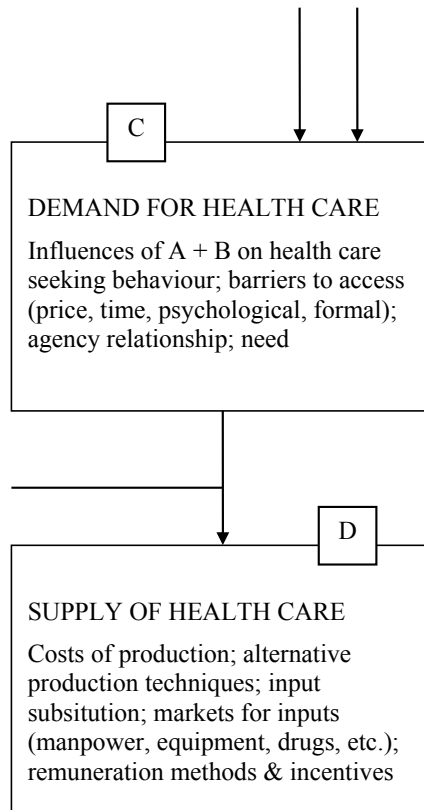 C
DEMAND FOR HEALTH CARE
Influences of A + B on health care
seeking behaviour; barriers to access
(price, time, psychological, formal);
agency relationship; need
D
SUPPLY OF HEALTH CARE
Costs of production; alternative
production techniques; input
subsitution; markets for inputs
(manpower, equipment, drugs, etc.);
remuneration methods & incentives